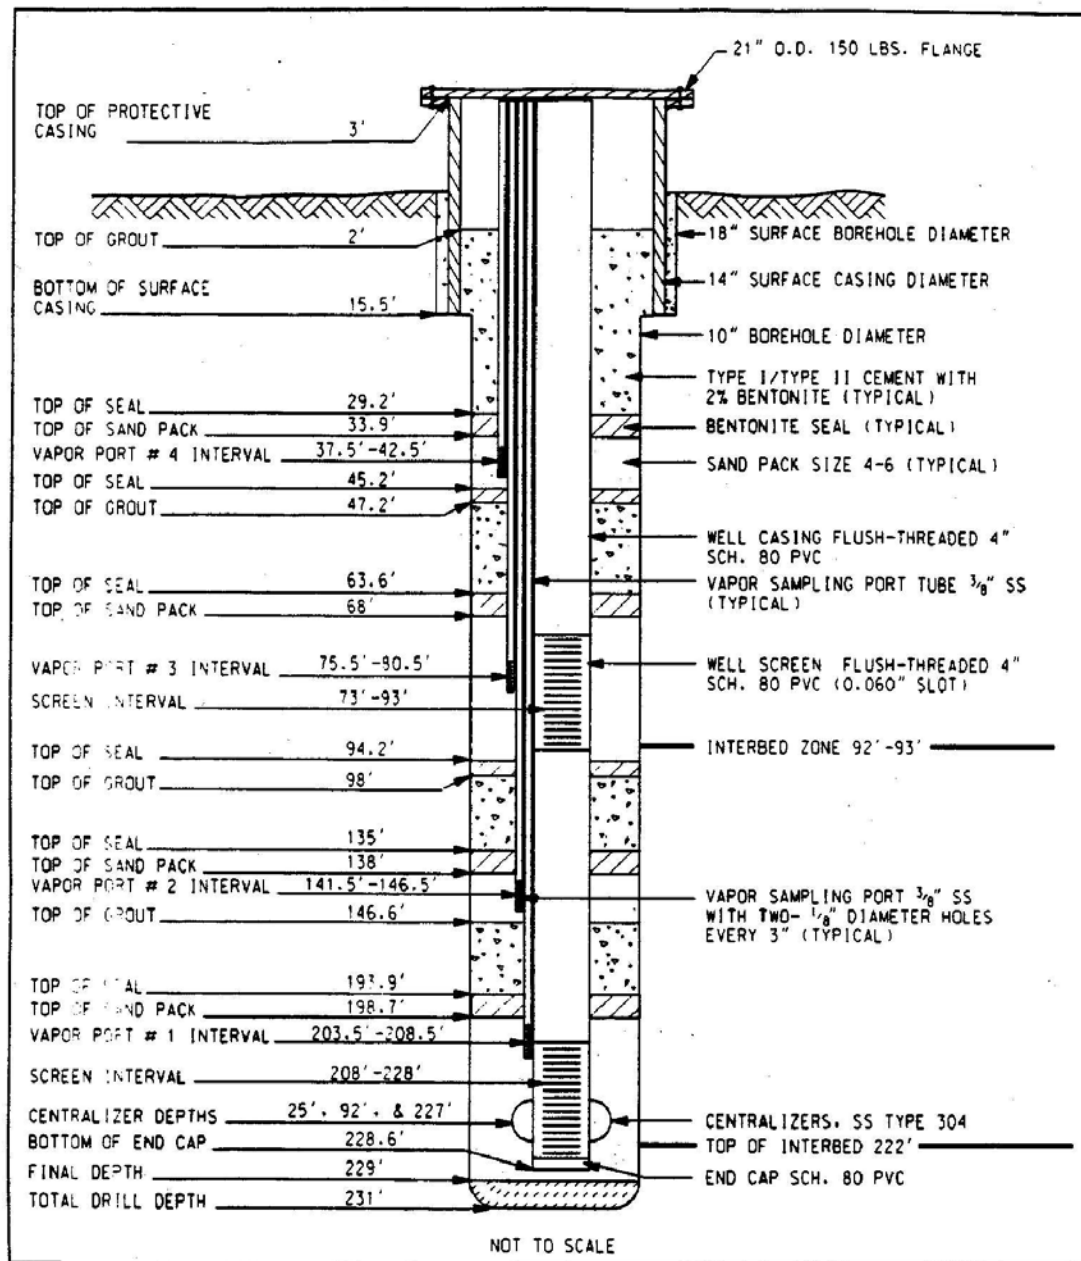 21" O.D. 150 LBS. FLANGE
TOP OF PROTECTIVE
CASING 3'
TOP OF GROUT 2'
18" SURFACE BOREHOLE DIAMETER
BOTTOM OF SURFACE
CASING 15.5'
14" SURFACE CASING DIAMETER
10" BOREHOLE DIAMETER
TYPE I/TYPE II CEMENT WITH
2% BENTONITE (TYPICAL)
TOP OF SEAL 29.2'
TOP OF SAND PACK 33.9'
BENTONITE SEAL (TYPICAL)
VAPOR PORT # 4 INTERVAL 37.5'-42.5'
SAND PACK SIZE 4-6 (TYPICAL)
TOP OF SEAL 45.2'
TOP OF GROUT 47.2'
WELL CASING FLUSH-THREADED 4"
SCH. 80 PVC
TOP OF SEAL 63.6'
VAPOR SAMPLING PORT TUBE 3/8" SS
(TYPICAL)
TOP OF SAND PACK 68'
VAPOR PORT # 3 INTERVAL 75.5'-90.5'
WELL SCREEN FLUSH-THREADED 4"
SCH. 80 PVC (0.060" SLOT)
SCREEN INTERVAL 73'-93'
TOP OF SEAL 94.2'
INTERBED ZONE 92'-93'
TOP OF GROUT 98'
TOP OF SEAL 135'
TOP OF SAND PACK 138'
VAPOR PORT # 2 INTERVAL 141.5'-146.5'
VAPOR SAMPLING PORT 3/8" SS
WITH TWO- 1/8" DIAMETER HOLES
EVERY 3" (TYPICAL)
TOP OF GROUT 146.6'
TOP OF SEAL 193.9'
TOP OF SAND PACK 198.7'
VAPOR PORT # 1 INTERVAL 203.5'-208.5'
SCREEN INTERVAL 208'-228'
CENTRALIZER DEPTHS 25', 92', & 227'
CENTRALIZERS, SS TYPE 304
BOTTOM OF END CAP 228.6'
TOP OF INTERBED 222'
FINAL DEPTH 229'
END CAP SCH. 80 PVC
TOTAL DRILL DEPTH 231'
NOT TO SCALE